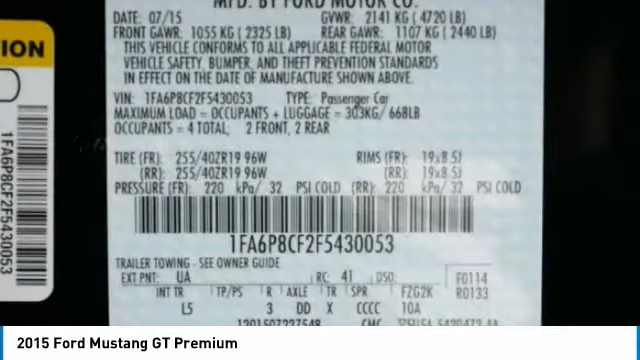 MFD. BY FORD MOTOR CO.
DATE: 07/15 GVWR: 2141 KG ( 4720 LB)
FRONT GAWR: 1055 KG ( 2325 LB) REAR GAWR: 1107 KG ( 2440 LB)
THIS VEHICLE CONFORMS TO ALL APPLICABLE FEDERAL MOTOR
VEHICLE SAFETY, BUMPER, AND THEFT PREVENTION STANDARDS
IN EFFECT ON THE DATE OF MANUFACTURE SHOWN ABOVE.
VIN: 1FA6P8CF2F5430053 TYPE: Passenger Car
MAXIMUM LOAD = OCCUPANTS + LUGGAGE = 303KG/ 668LB
OCCUPANTS = 4 TOTAL, 2 FRONT, 2 REAR
TIRE (FR): 255/40ZR19 96W RIMS (FR): 19x8.5J
(RR): 255/40ZR19 96W (RR): 19x8.5J
PRESSURE (FR): 220 kPa/ 32 PSI COLD (RR): 220 kPa/ 32 PSI COLD
1FA6P8CF2F5430053
TRAILER TOWING - SEE OWNER GUIDE
EXT PNT: UA RC: 41 DSO: F0114
INT TR TP/PS R AXLE TR SPR FZG2K R0133
L5 3 DD X CCCC 10A
ION
1FA6P8CF2F5430053
2015 Ford Mustang GT Premium